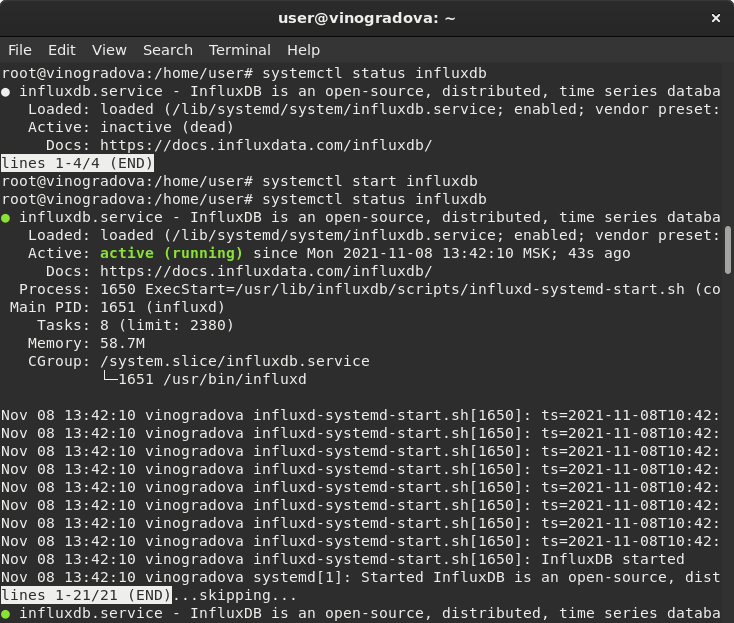 user@vinogradova: ~
×
File Edit View Search Terminal Help
root@vinogradova:/home/user# systemctl status influxdb
● influxdb.service - InfluxDB is an open-source, distributed, time series databa
   Loaded: loaded (/lib/systemd/system/influxdb.service; enabled; vendor preset:
   Active: inactive (dead)
     Docs: https://docs.influxdata.com/influxdb/
lines 1-4/4 (END)
root@vinogradova:/home/user# systemctl start influxdb
root@vinogradova:/home/user# systemctl status influxdb
● influxdb.service - InfluxDB is an open-source, distributed, time series databa
   Loaded: loaded (/lib/systemd/system/influxdb.service; enabled; vendor preset:
   Active: active (running) since Mon 2021-11-08 13:42:10 MSK; 43s ago
     Docs: https://docs.influxdata.com/influxdb/
  Process: 1650 ExecStart=/usr/lib/influxdb/scripts/influxd-systemd-start.sh (co
 Main PID: 1651 (influxd)
    Tasks: 8 (limit: 2380)
   Memory: 58.7M
   CGroup: /system.slice/influxdb.service
           └─1651 /usr/bin/influxd
Nov 08 13:42:10 vinogradova influxd-systemd-start.sh[1650]: ts=2021-11-08T10:42:
Nov 08 13:42:10 vinogradova influxd-systemd-start.sh[1650]: ts=2021-11-08T10:42:
Nov 08 13:42:10 vinogradova influxd-systemd-start.sh[1650]: ts=2021-11-08T10:42:
Nov 08 13:42:10 vinogradova influxd-systemd-start.sh[1650]: ts=2021-11-08T10:42:
Nov 08 13:42:10 vinogradova influxd-systemd-start.sh[1650]: ts=2021-11-08T10:42:
Nov 08 13:42:10 vinogradova influxd-systemd-start.sh[1650]: ts=2021-11-08T10:42:
Nov 08 13:42:10 vinogradova influxd-systemd-start.sh[1650]: ts=2021-11-08T10:42:
Nov 08 13:42:10 vinogradova influxd-systemd-start.sh[1650]: ts=2021-11-08T10:42:
Nov 08 13:42:10 vinogradova influxd-systemd-start.sh[1650]: InfluxDB started
Nov 08 13:42:10 vinogradova systemd[1]: Started InfluxDB is an open-source, dist
lines 1-21/21 (END)...skipping...
● influxdb.service - InfluxDB is an open-source, distributed, time series databa